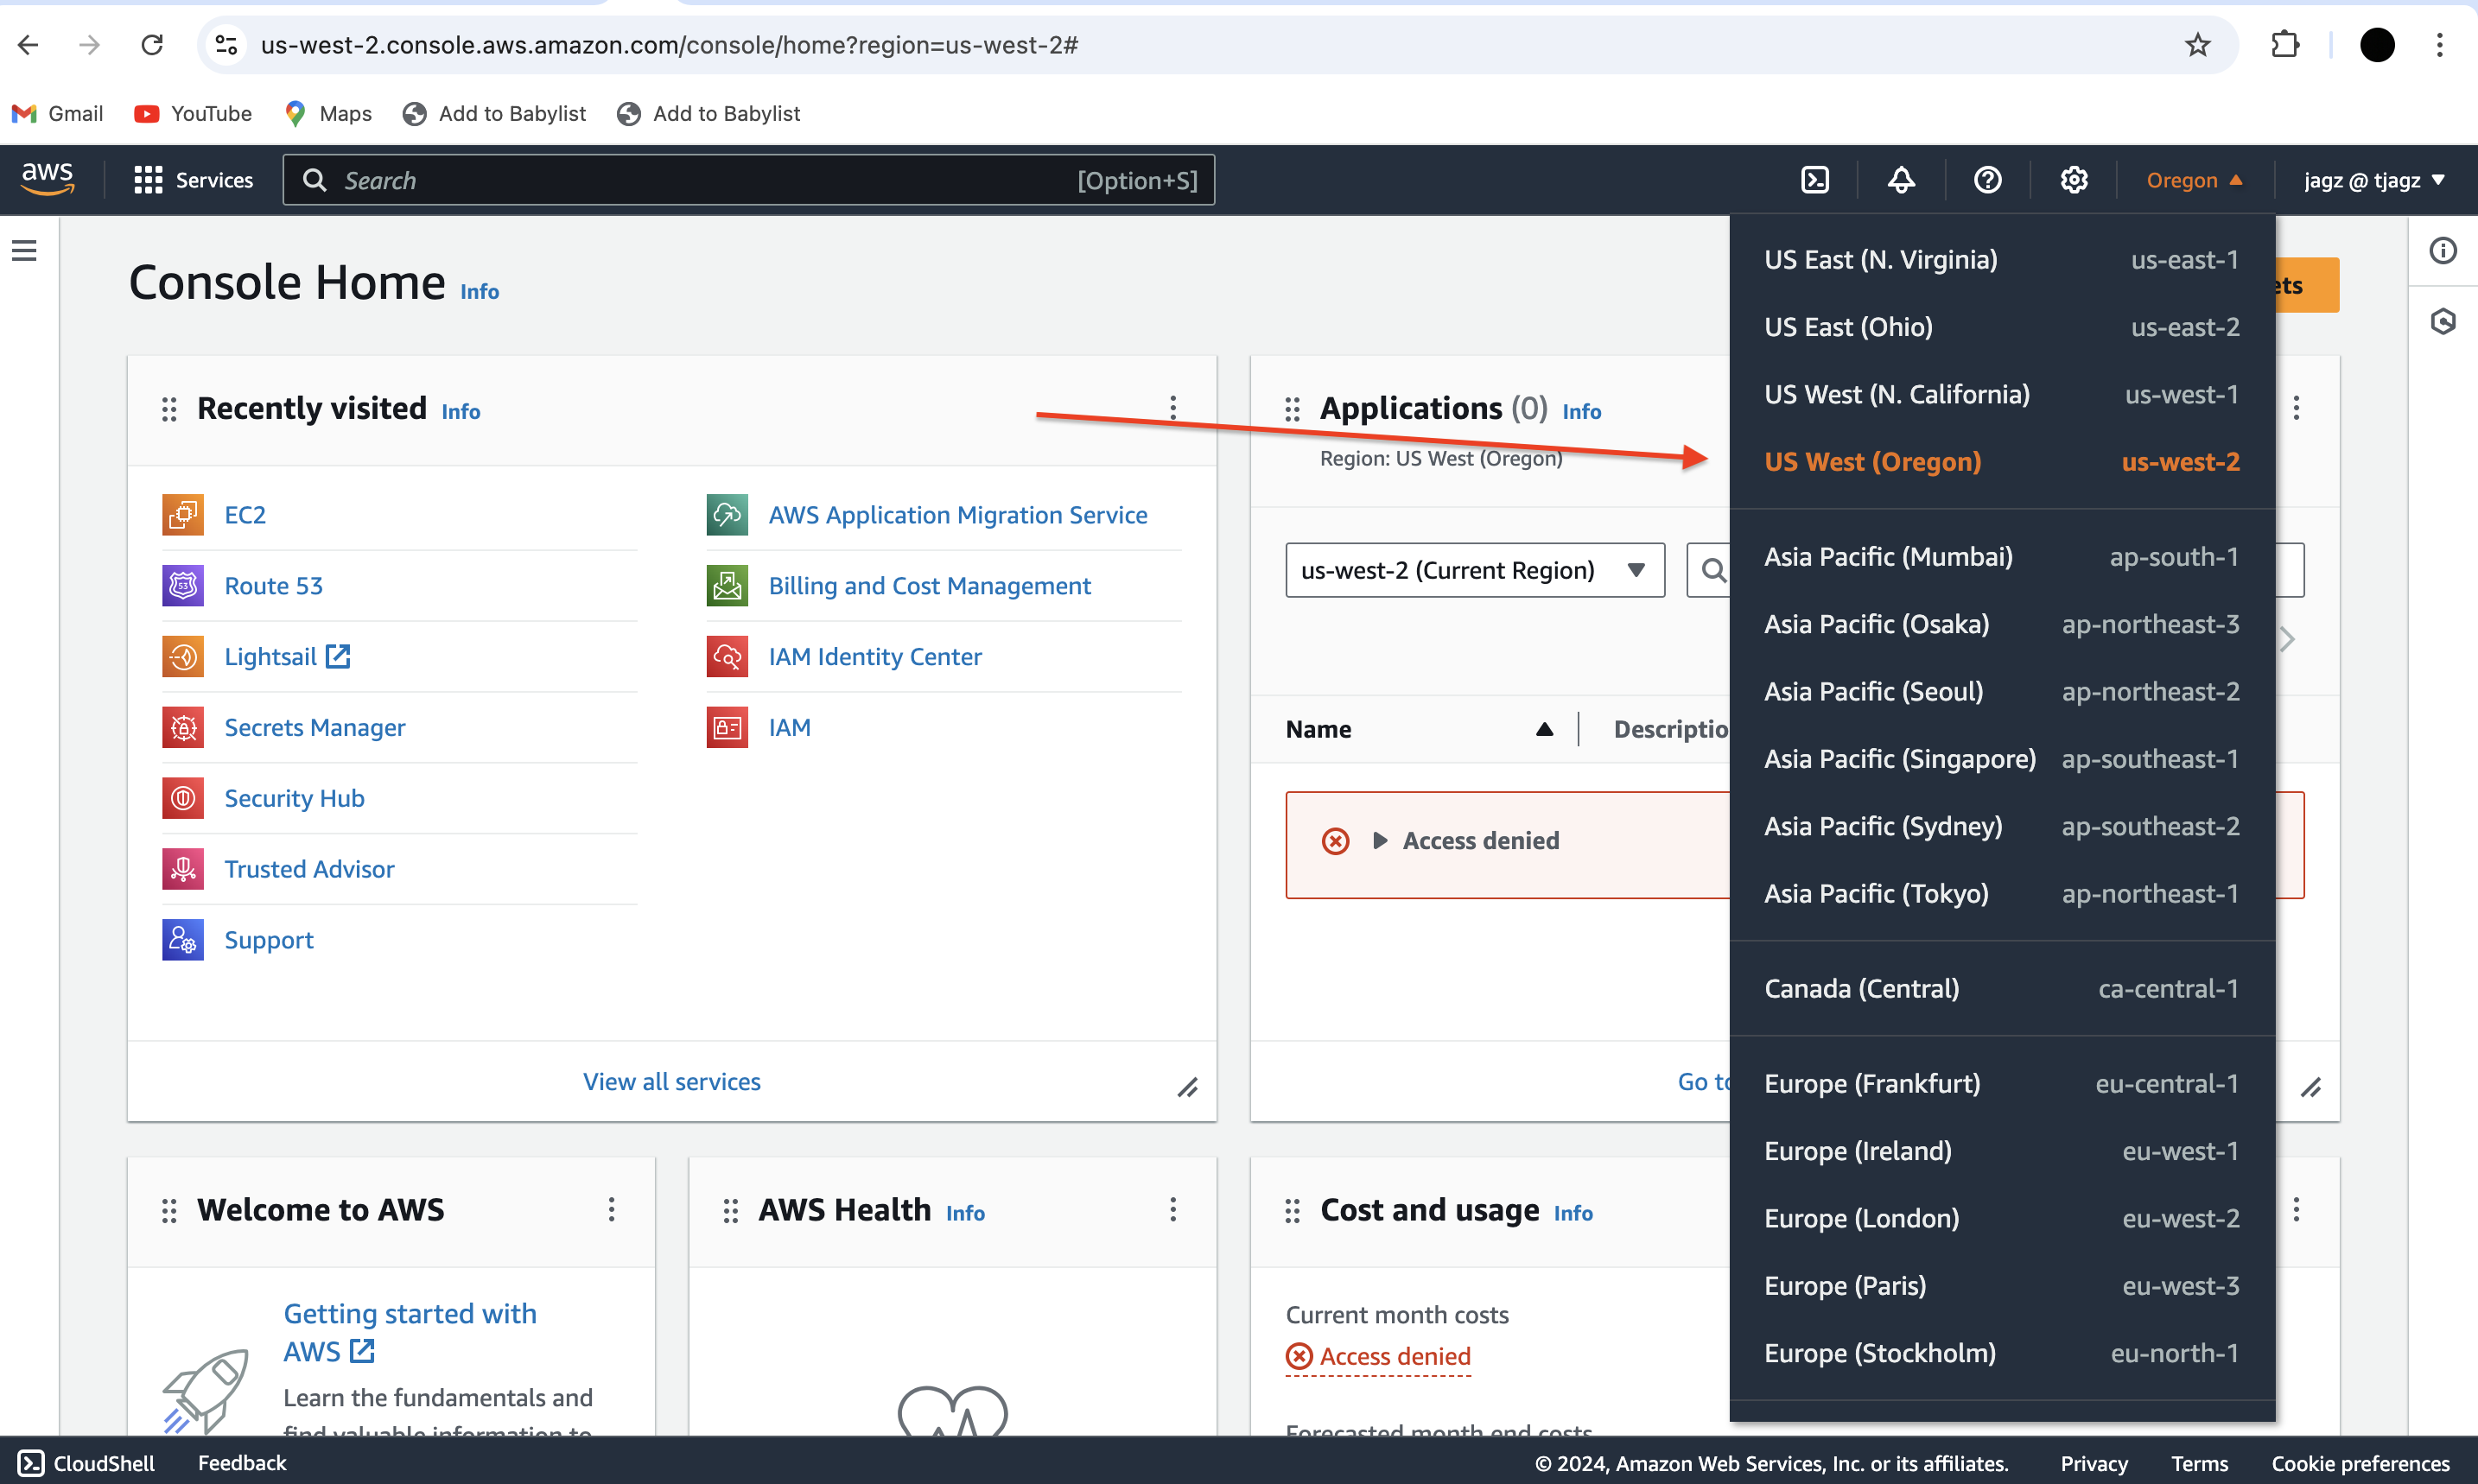 us-west-2.console.aws.amazon.com/console/home?region=us-west-2#
Gmail
YouTube
Maps
Add to Babylist
Add to Babylist
aws
Services
Search
[Option+S]
Oregon
jagz @ tjagz
Console Home Info
Recently visited Info
EC2
Route 53
Lightsail
Secrets Manager
Security Hub
Trusted Advisor
Support
AWS Application Migration Service
Billing and Cost Management
IAM Identity Center
IAM
View all services
Applications (0) Info
Region: US West (Oregon)
us-west-2 (Current Region)
Name
Descriptio
Access denied
Go to
US East (N. Virginia) us-east-1
US East (Ohio) us-east-2
US West (N. California) us-west-1
US West (Oregon) us-west-2
Asia Pacific (Mumbai) ap-south-1
Asia Pacific (Osaka) ap-northeast-3
Asia Pacific (Seoul) ap-northeast-2
Asia Pacific (Singapore) ap-southeast-1
Asia Pacific (Sydney) ap-southeast-2
Asia Pacific (Tokyo) ap-northeast-1
Canada (Central) ca-central-1
Europe (Frankfurt) eu-central-1
Europe (Ireland) eu-west-1
Europe (London) eu-west-2
Europe (Paris) eu-west-3
Europe (Stockholm) eu-north-1
Welcome to AWS
Getting started with
AWS
Learn the fundamentals and
find valuable information to
AWS Health Info
Cost and usage Info
Current month costs
Access denied
Forecasted month end costs
CloudShell
Feedback
© 2024, Amazon Web Services, Inc. or its affiliates.
Privacy
Terms
Cookie preferences